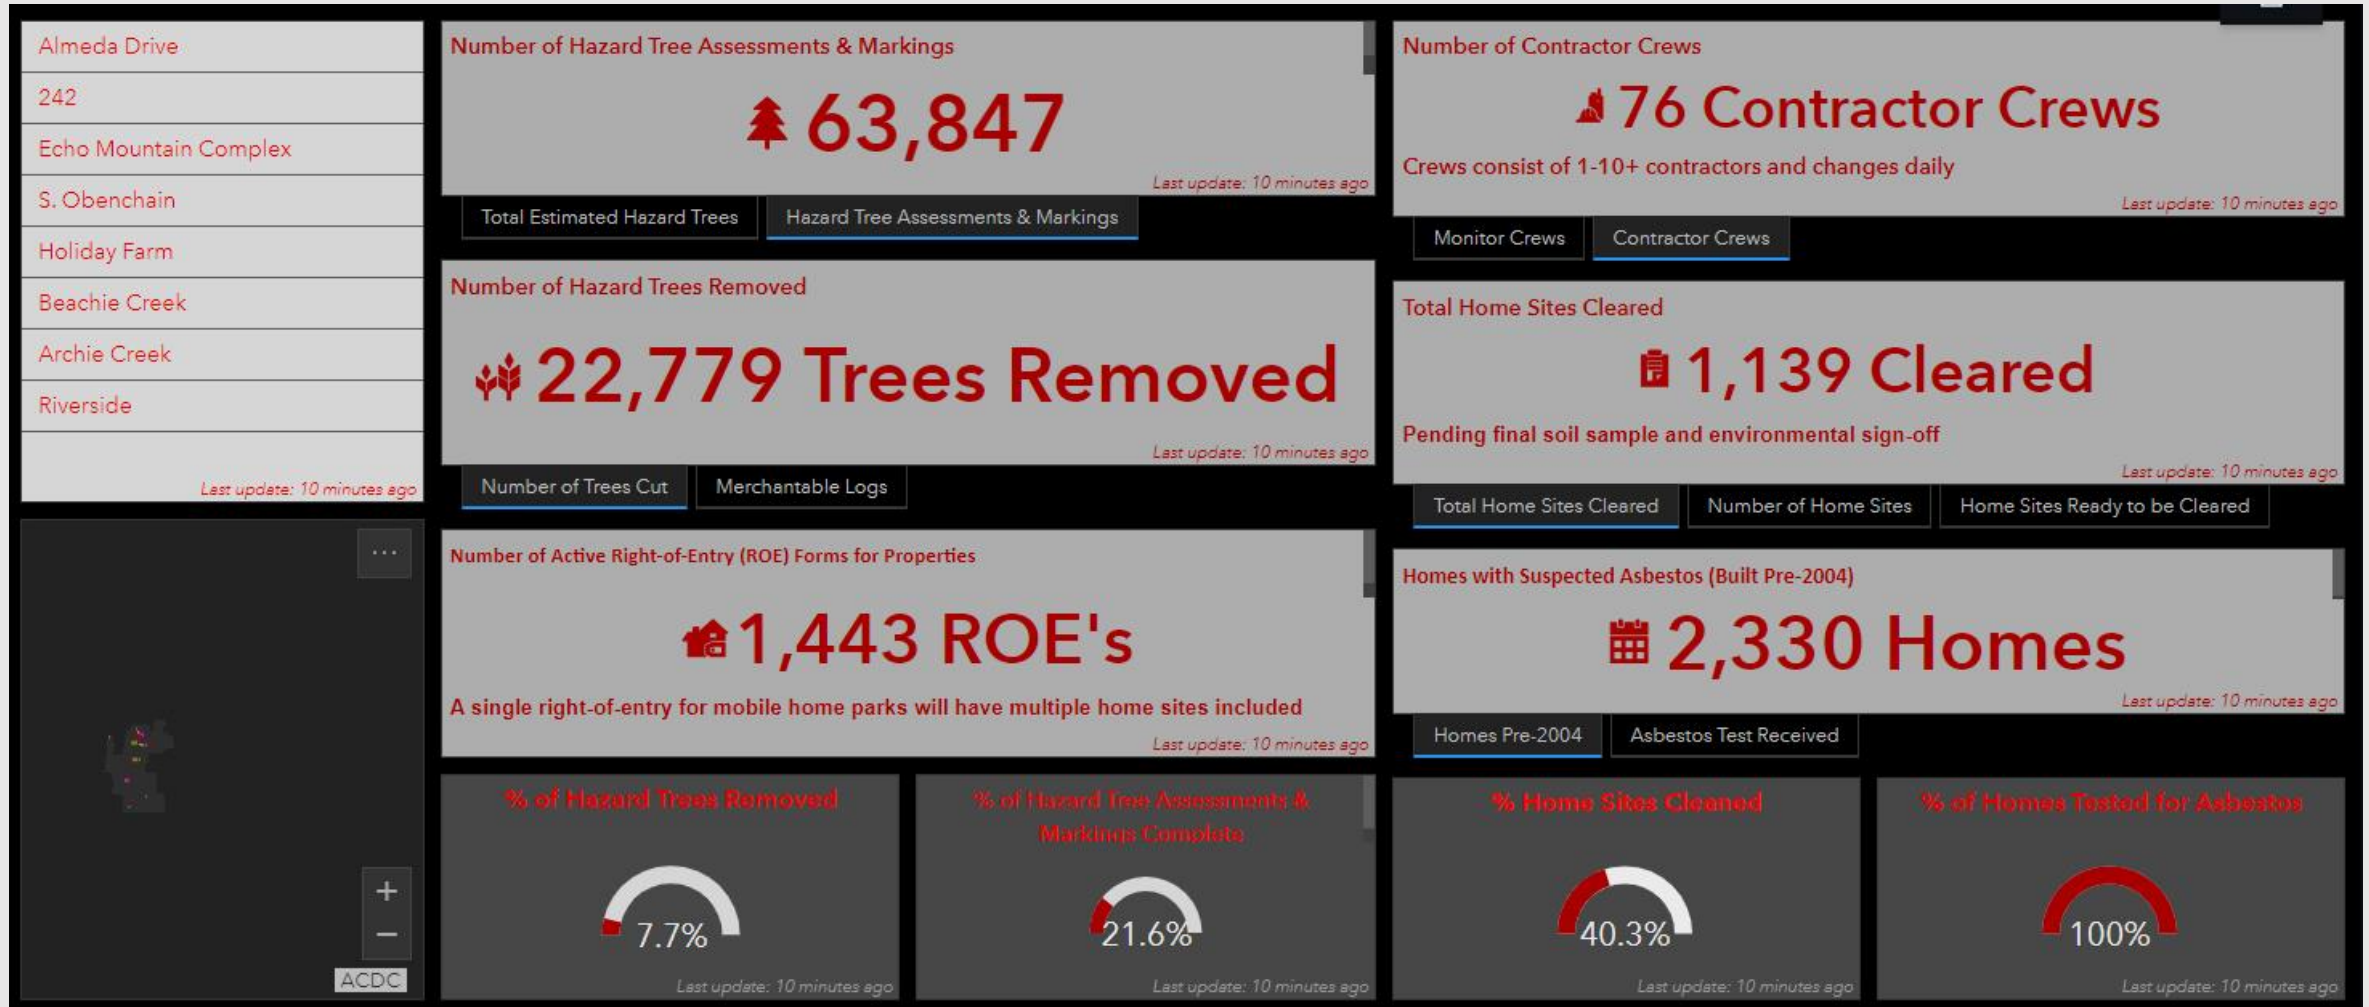 Almeda Drive
242
Echo Mountain Complex
S. Obenchain
Holiday Farm
Beachie Creek
Archie Creek
Riverside
Last update: 10 minutes ago
...
+
−
ACDC
Number of Hazard Tree Assessments & Markings
63,847
Last update: 10 minutes ago
Total Estimated Hazard Trees
Hazard Tree Assessments & Markings
Number of Hazard Trees Removed
22,779 Trees Removed
Last update: 10 minutes ago
Number of Trees Cut
Merchantable Logs
Number of Active Right-of-Entry (ROE) Forms for Properties
1,443 ROE's
A single right-of-entry for mobile home parks will have multiple home sites included
Last update: 10 minutes ago
% of Hazard Trees Removed
7.7%
Last update: 10 minutes ago
% of Hazard Tree Assessments &
Markings Complete
21.6%
Last update: 10 minutes ago
Number of Contractor Crews
76 Contractor Crews
Crews consist of 1-10+ contractors and changes daily
Last update: 10 minutes ago
Monitor Crews
Contractor Crews
Total Home Sites Cleared
1,139 Cleared
Pending final soil sample and environmental sign-off
Last update: 10 minutes ago
Total Home Sites Cleared
Number of Home Sites
Home Sites Ready to be Cleared
Homes with Suspected Asbestos (Built Pre-2004)
2,330 Homes
Last update: 10 minutes ago
Homes Pre-2004
Asbestos Test Received
% Home Sites Cleaned
40.3%
Last update: 10 minutes ago
% of Homes Tested for Asbestos
100%
Last update: 10 minutes ago